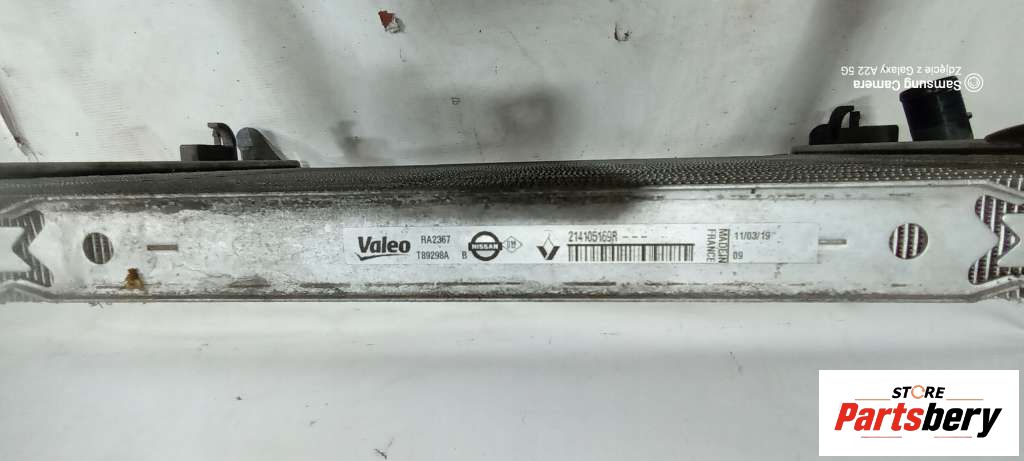 Samsung Camera
Zdjęcie z Galaxy A22 5G
Valeo
RA2367
T89298A
B
NISSAN
214105169R---
MADE IN
FRANCE
11/03/19
09
STORE
Partsbery